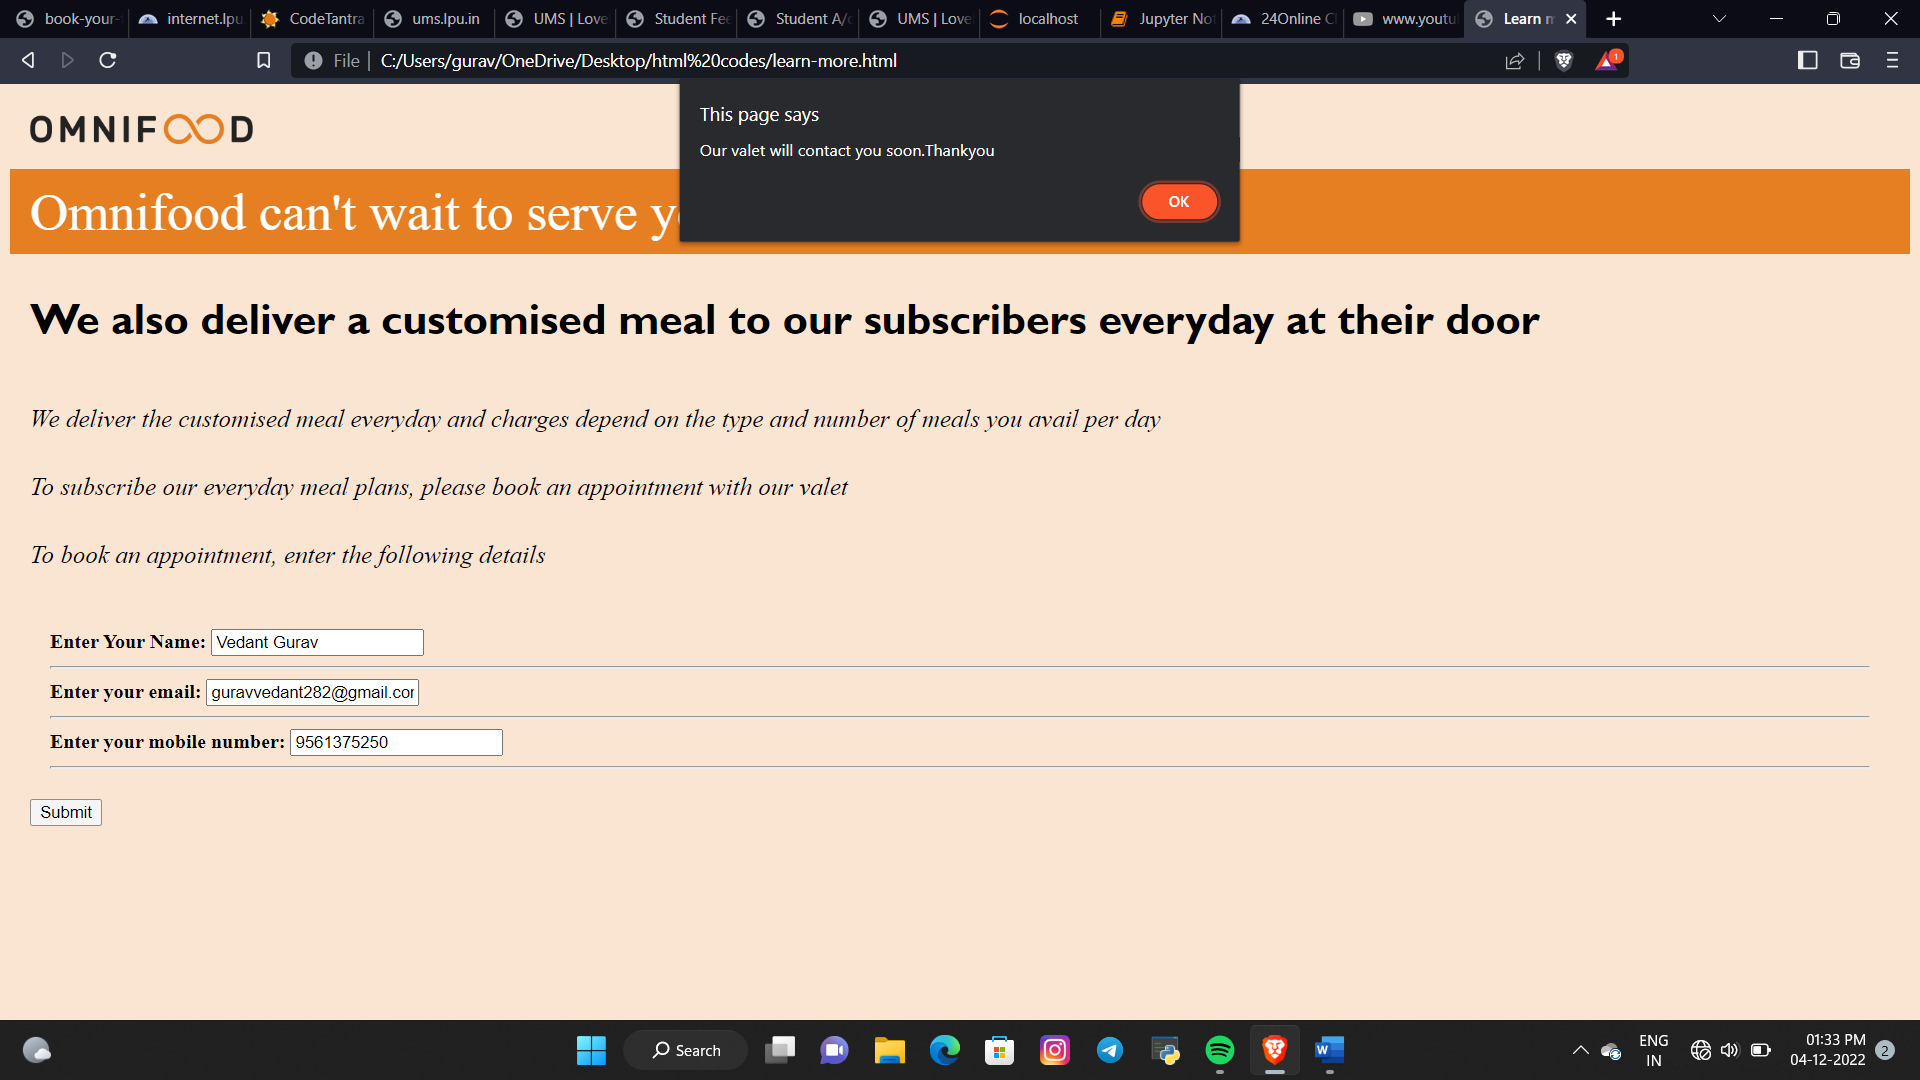 book-your-
internet.lpu.
CodeTantra
ums.lpu.in
UMS | Love
Student Fee
Student A/c
UMS | Love
localhost
Jupyter Not
24Online Cl
www.youtu
Learn m
File | C:/Users/gurav/OneDrive/Desktop/html%20codes/learn-more.html
1
OMNIFOOD
This page says
Our valet will contact you soon.Thankyou
OK
Omnifood can't wait to serve y
We also deliver a customised meal to our subscribers everyday at their door
We deliver the customised meal everyday and charges depend on the type and number of meals you avail per day
To subscribe our everyday meal plans, please book an appointment with our valet
To book an appointment, enter the following details
Enter Your Name: Vedant Gurav
Enter your email: guravvedant282@gmail.com
Enter your mobile number: 9561375250
Submit
Search
ENG
IN
01:33 PM
04-12-2022
2